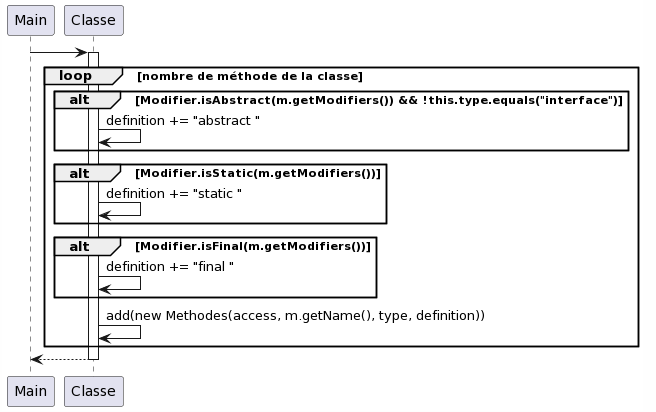 Main Classe
loop [nombre de méthode de la classe]
alt [Modifier.isAbstract(m.getModifiers()) && !this.type.equals("interface")]
definition += "abstract "
alt [Modifier.isStatic(m.getModifiers())]
definition += "static "
alt [Modifier.isFinal(m.getModifiers())]
definition += "final "
add(new Methodes(access, m.getName(), type, definition))
Main Classe